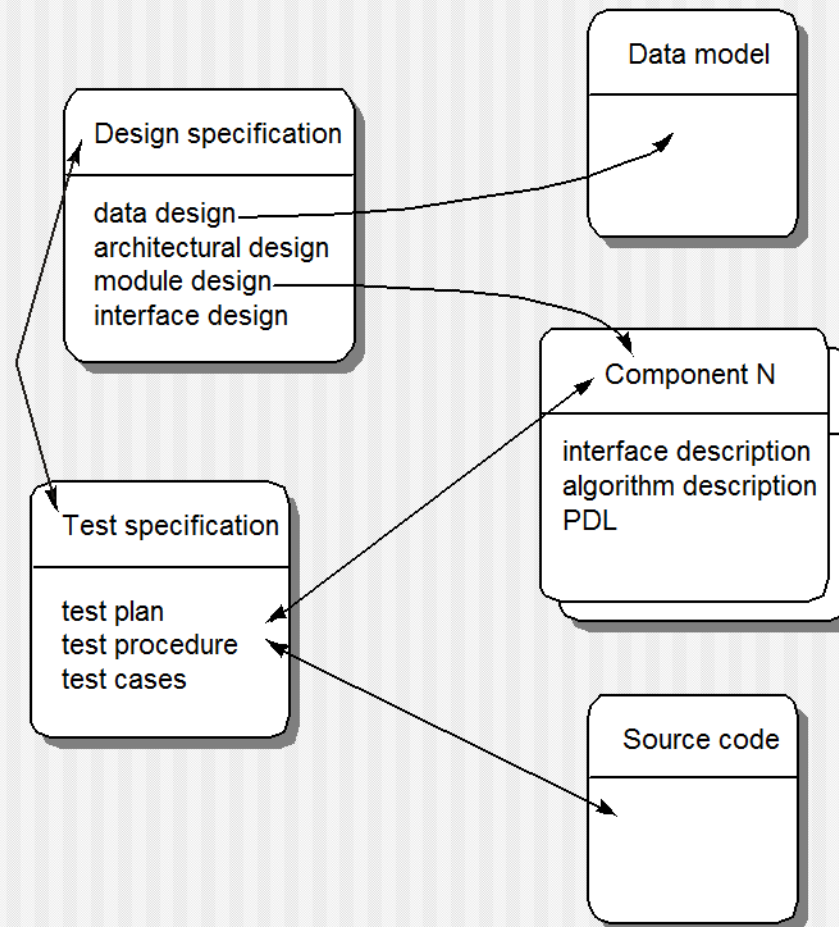 Data model
Design specification
data design
architectural design
module design
interface design
Component N
interface description
algorithm description
PDL
Test specification
test plan
test procedure
test cases
Source code